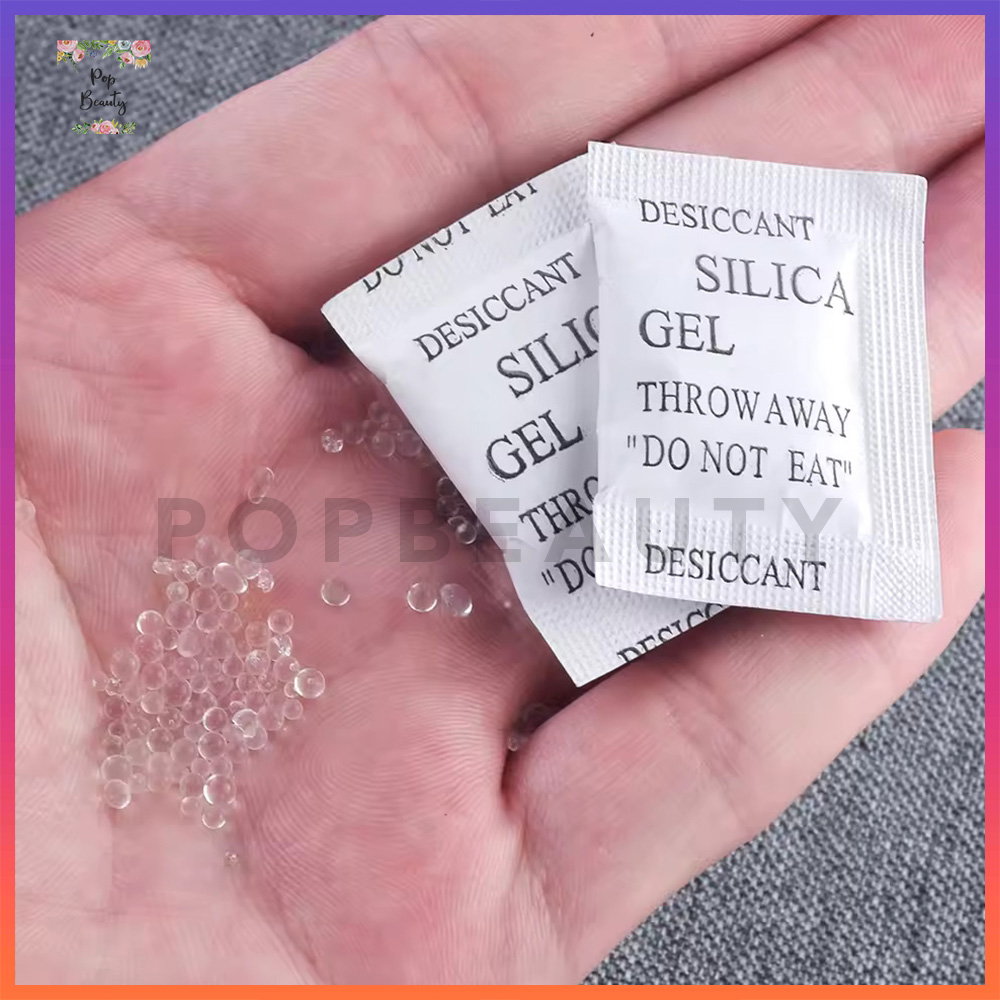 Pop
Beauty
DO NOT EAT
DESICCANT
SILIC
GEL
THRO
"DO
DESICC
DESICCANT
SILICA
GEL
THROWAWAY
"DO NOT EAT"
DESICCANT
POPBEAUTY